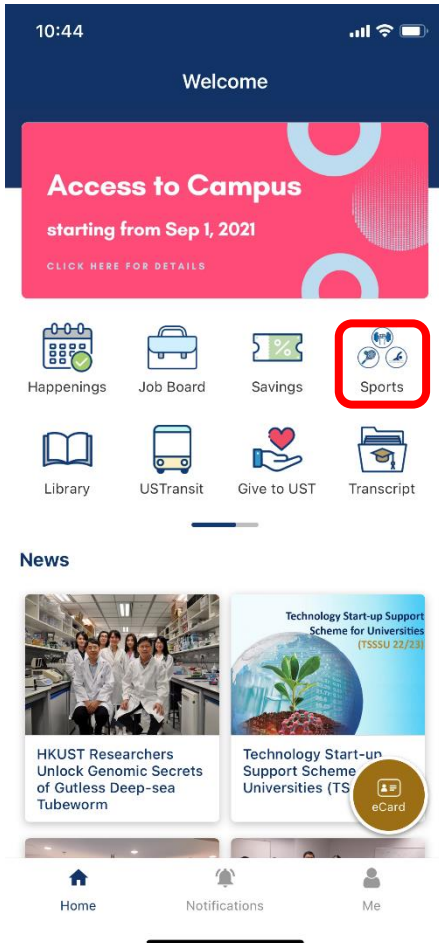 10:44
Welcome
Access to Campus
starting from Sep 1, 2021
CLICK HERE FOR DETAILS
Happenings
Job Board
Savings
Sports
Library
USTransit
Give to UST
Transcript
News
Technology Start-up Support
Scheme for Universities
(TSSSU 22/23)
HKUST Researchers
Unlock Genomic Secrets
of Gutless Deep-sea
Tubeworm
Technology Start-up
Support Scheme
Universities (TS
eCard
Home
Notifications
Me